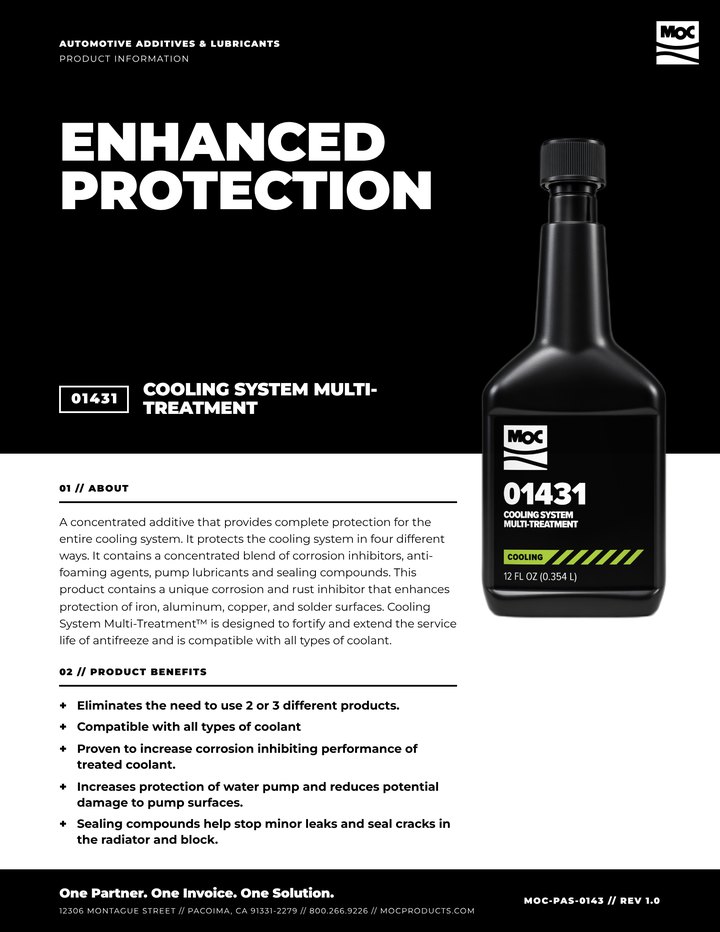 AUTOMOTIVE ADDITIVES & LUBRICANTS
PRODUCT INFORMATION
MOC
ENHANCED
PROTECTION
01431
COOLING SYSTEM MULTI-
TREATMENT
MOC
01431
COOLING SYSTEM
MULTI-TREATMENT
COOLING
12 FL OZ (0.354 L)
01 // ABOUT
A concentrated additive that provides complete protection for the
entire cooling system. It protects the cooling system in four different
ways. It contains a concentrated blend of corrosion inhibitors, anti-
foaming agents, pump lubricants and sealing compounds. This
product contains a unique corrosion and rust inhibitor that enhances
protection of iron, aluminum, copper, and solder surfaces. Cooling
System Multi-Treatment™ is designed to fortify and extend the service
life of antifreeze and is compatible with all types of coolant.
02 // PRODUCT BENEFITS
+ Eliminates the need to use 2 or 3 different products.
+ Compatible with all types of coolant
+ Proven to increase corrosion inhibiting performance of
treated coolant.
+ Increases protection of water pump and reduces potential
damage to pump surfaces.
+ Sealing compounds help stop minor leaks and seal cracks in
the radiator and block.
One Partner. One Invoice. One Solution.
12306 MONTAGUE STREET // PACOIMA, CA 91331-2279 // 800.266.9226 // MOCPRODUCTS.COM
MOC-PAS-0143 // REV 1.0